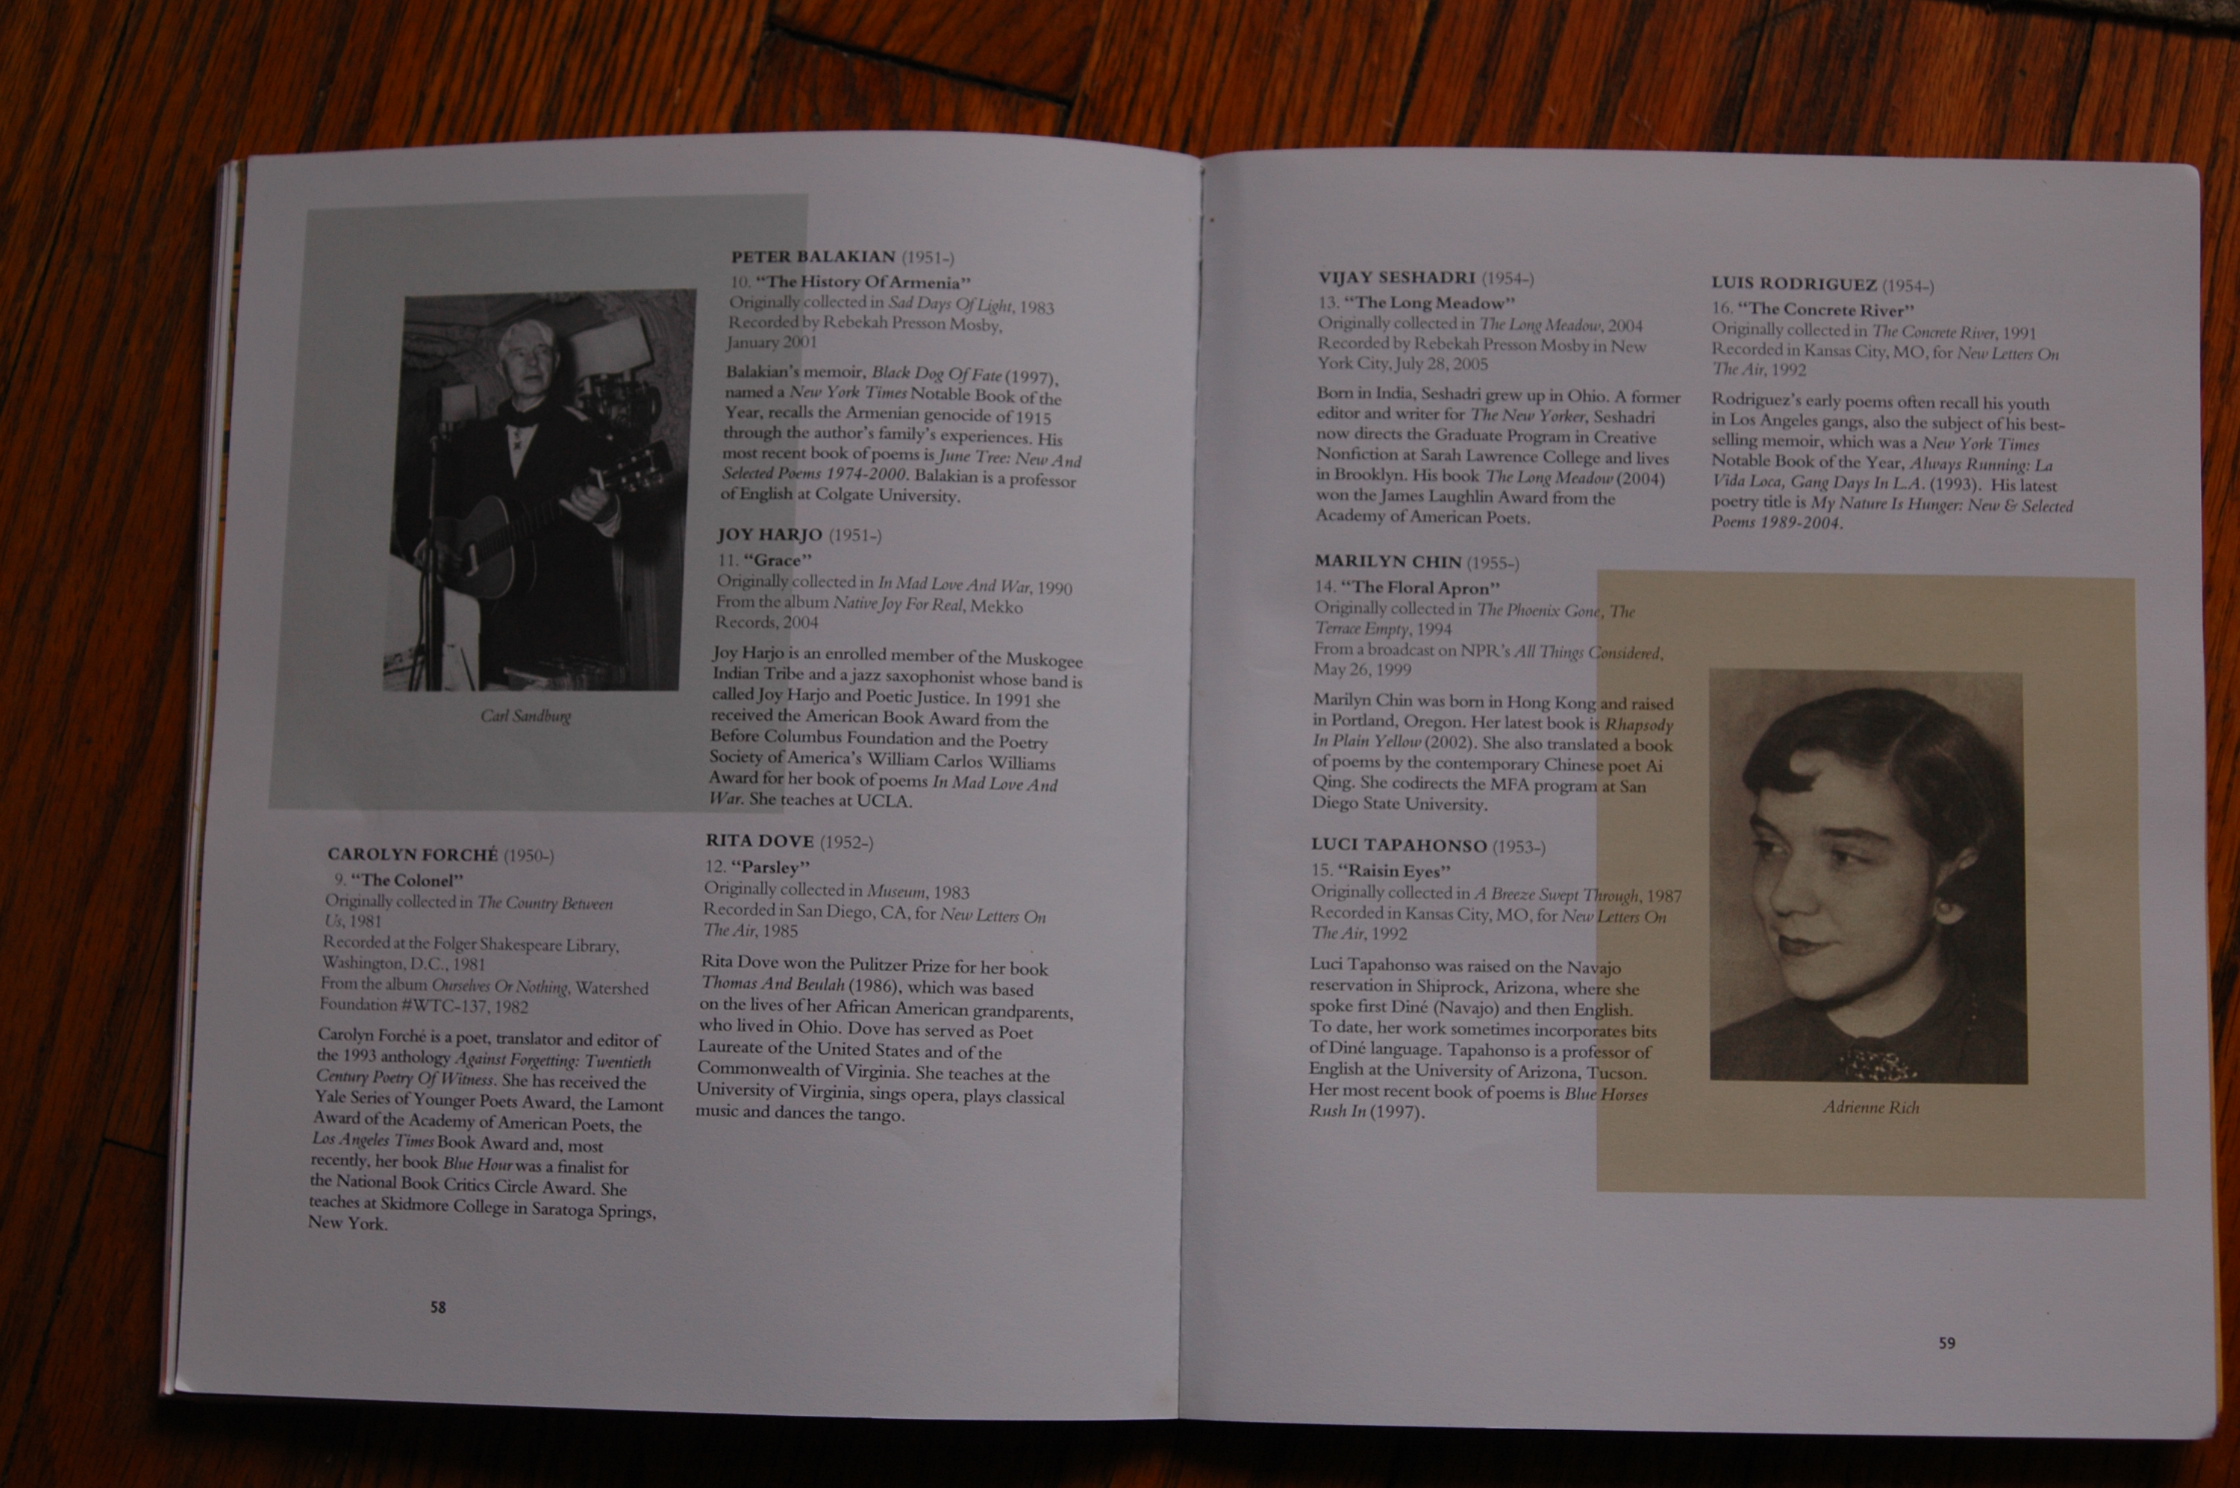 Carl Sandburg
CAROLYN FORCHÉ (1950-)
9. “The Colonel”
Originally collected in The Country Between
Us, 1981
Recorded at the Folger Shakespeare Library,
Washington, D.C., 1981
From the album Ourselves Or Nothing, Watershed
Foundation #WTC-137, 1982
Carolyn Forché is a poet, translator and editor of
the 1993 anthology Against Forgetting: Twentieth
Century Poetry Of Witness. She has received the
Yale Series of Younger Poets Award, the Lamont
Award of the Academy of American Poets, the
Los Angeles Times Book Award and, most
recently, her book Blue Hour was a finalist for
the National Book Critics Circle Award. She
teaches at Skidmore College in Saratoga Springs,
New York.
PETER BALAKIAN (1951-)
10. “The History Of Armenia”
Originally collected in Sad Days Of Light, 1983
Recorded by Rebekah Presson Mosby,
January 2001
Balakian’s memoir, Black Dog Of Fate (1997),
named a New York Times Notable Book of the
Year, recalls the Armenian genocide of 1915
through the author’s family’s experiences. His
most recent book of poems is June Tree: New And
Selected Poems 1974-2000. Balakian is a professor
of English at Colgate University.
JOY HARJO (1951-)
11. “Grace”
Originally collected in In Mad Love And War, 1990
From the album Native Joy For Real, Mekko
Records, 2004
Joy Harjo is an enrolled member of the Muskogee
Indian Tribe and a jazz saxophonist whose band is
called Joy Harjo and Poetic Justice. In 1991 she
received the American Book Award from the
Before Columbus Foundation and the Poetry
Society of America’s William Carlos Williams
Award for her book of poems In Mad Love And
War. She teaches at UCLA.
RITA DOVE (1952-)
12. “Parsley”
Originally collected in Museum, 1983
Recorded in San Diego, CA, for New Letters On
The Air, 1985
Rita Dove won the Pulitzer Prize for her book
Thomas And Beulah (1986), which was based
on the lives of her African American grandparents,
who lived in Ohio. Dove has served as Poet
Laureate of the United States and of the
Commonwealth of Virginia. She teaches at the
University of Virginia, sings opera, plays classical
music and dances the tango.
58
VIJAY SESHADRI (1954-)
13. “The Long Meadow”
Originally collected in The Long Meadow, 2004
Recorded by Rebekah Presson Mosby in New
York City, July 28, 2005
Born in India, Seshadri grew up in Ohio. A former
editor and writer for The New Yorker, Seshadri
now directs the Graduate Program in Creative
Nonfiction at Sarah Lawrence College and lives
in Brooklyn. His book The Long Meadow (2004)
won the James Laughlin Award from the
Academy of American Poets.
MARILYN CHIN (1955-)
14. “The Floral Apron”
Originally collected in The Phoenix Gone, The
Terrace Empty, 1994
From a broadcast on NPR’s All Things Considered,
May 26, 1999
Marilyn Chin was born in Hong Kong and raised
in Portland, Oregon. Her latest book is Rhapsody
In Plain Yellow (2002). She also translated a book
of poems by the contemporary Chinese poet Ai
Qing. She codirects the MFA program at San
Diego State University.
LUCI TAPAHONSO (1953-)
15. “Raisin Eyes”
Originally collected in A Breeze Swept Through, 1987
Recorded in Kansas City, MO, for New Letters On
The Air, 1992
Luci Tapahonso was raised on the Navajo
reservation in Shiprock, Arizona, where she
spoke first Diné (Navajo) and then English.
To date, her work sometimes incorporates bits
of Diné language. Tapahonso is a professor of
English at the University of Arizona, Tucson.
Her most recent book of poems is Blue Horses
Rush In (1997).
LUIS RODRIGUEZ (1954-)
16. “The Concrete River”
Originally collected in The Concrete River, 1991
Recorded in Kansas City, MO, for New Letters On
The Air, 1992
Rodriguez’s early poems often recall his youth
in Los Angeles gangs, also the subject of his best-
selling memoir, which was a New York Times
Notable Book of the Year, Always Running: La
Vida Loca, Gang Days In L.A. (1993). His latest
poetry title is My Nature Is Hunger: New & Selected
Poems 1989-2004.
Adrienne Rich
59